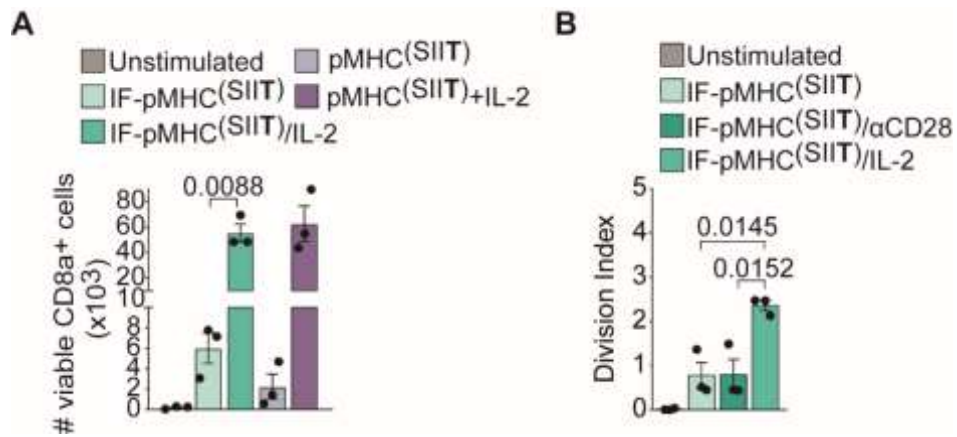 A
Unstimulated
pMHC(SIIT)
IF-pMHC(SIIT)
pMHC(SIIT)+IL-2
IF-pMHC(SIIT)/IL-2
# viable CD8a+ cells
(x103)
0.0088
80
60
40
20
10
8
6
4
2
0
B
Unstimulated
IF-pMHC(SIIT)
IF-pMHC(SIIT)/αCD28
IF-pMHC(SIIT)/IL-2
Division Index
5
4
3
2
1
0
0.0145
0.0152